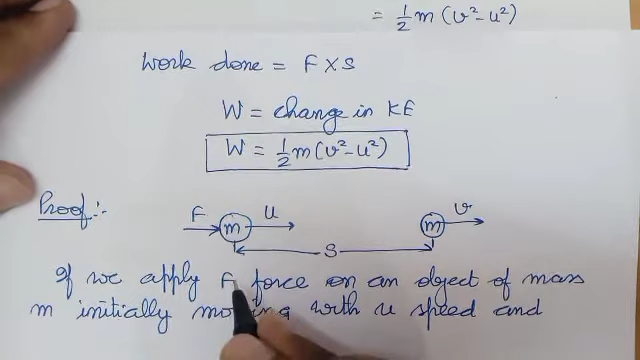 = 1/2 m (v² - u²)
Work done = F × S
W = change in KE
W = 1/2 m (v² - u²)
Proof :-
F m u S m v
If we apply F force on an object of mass
m initially moving with u speed and